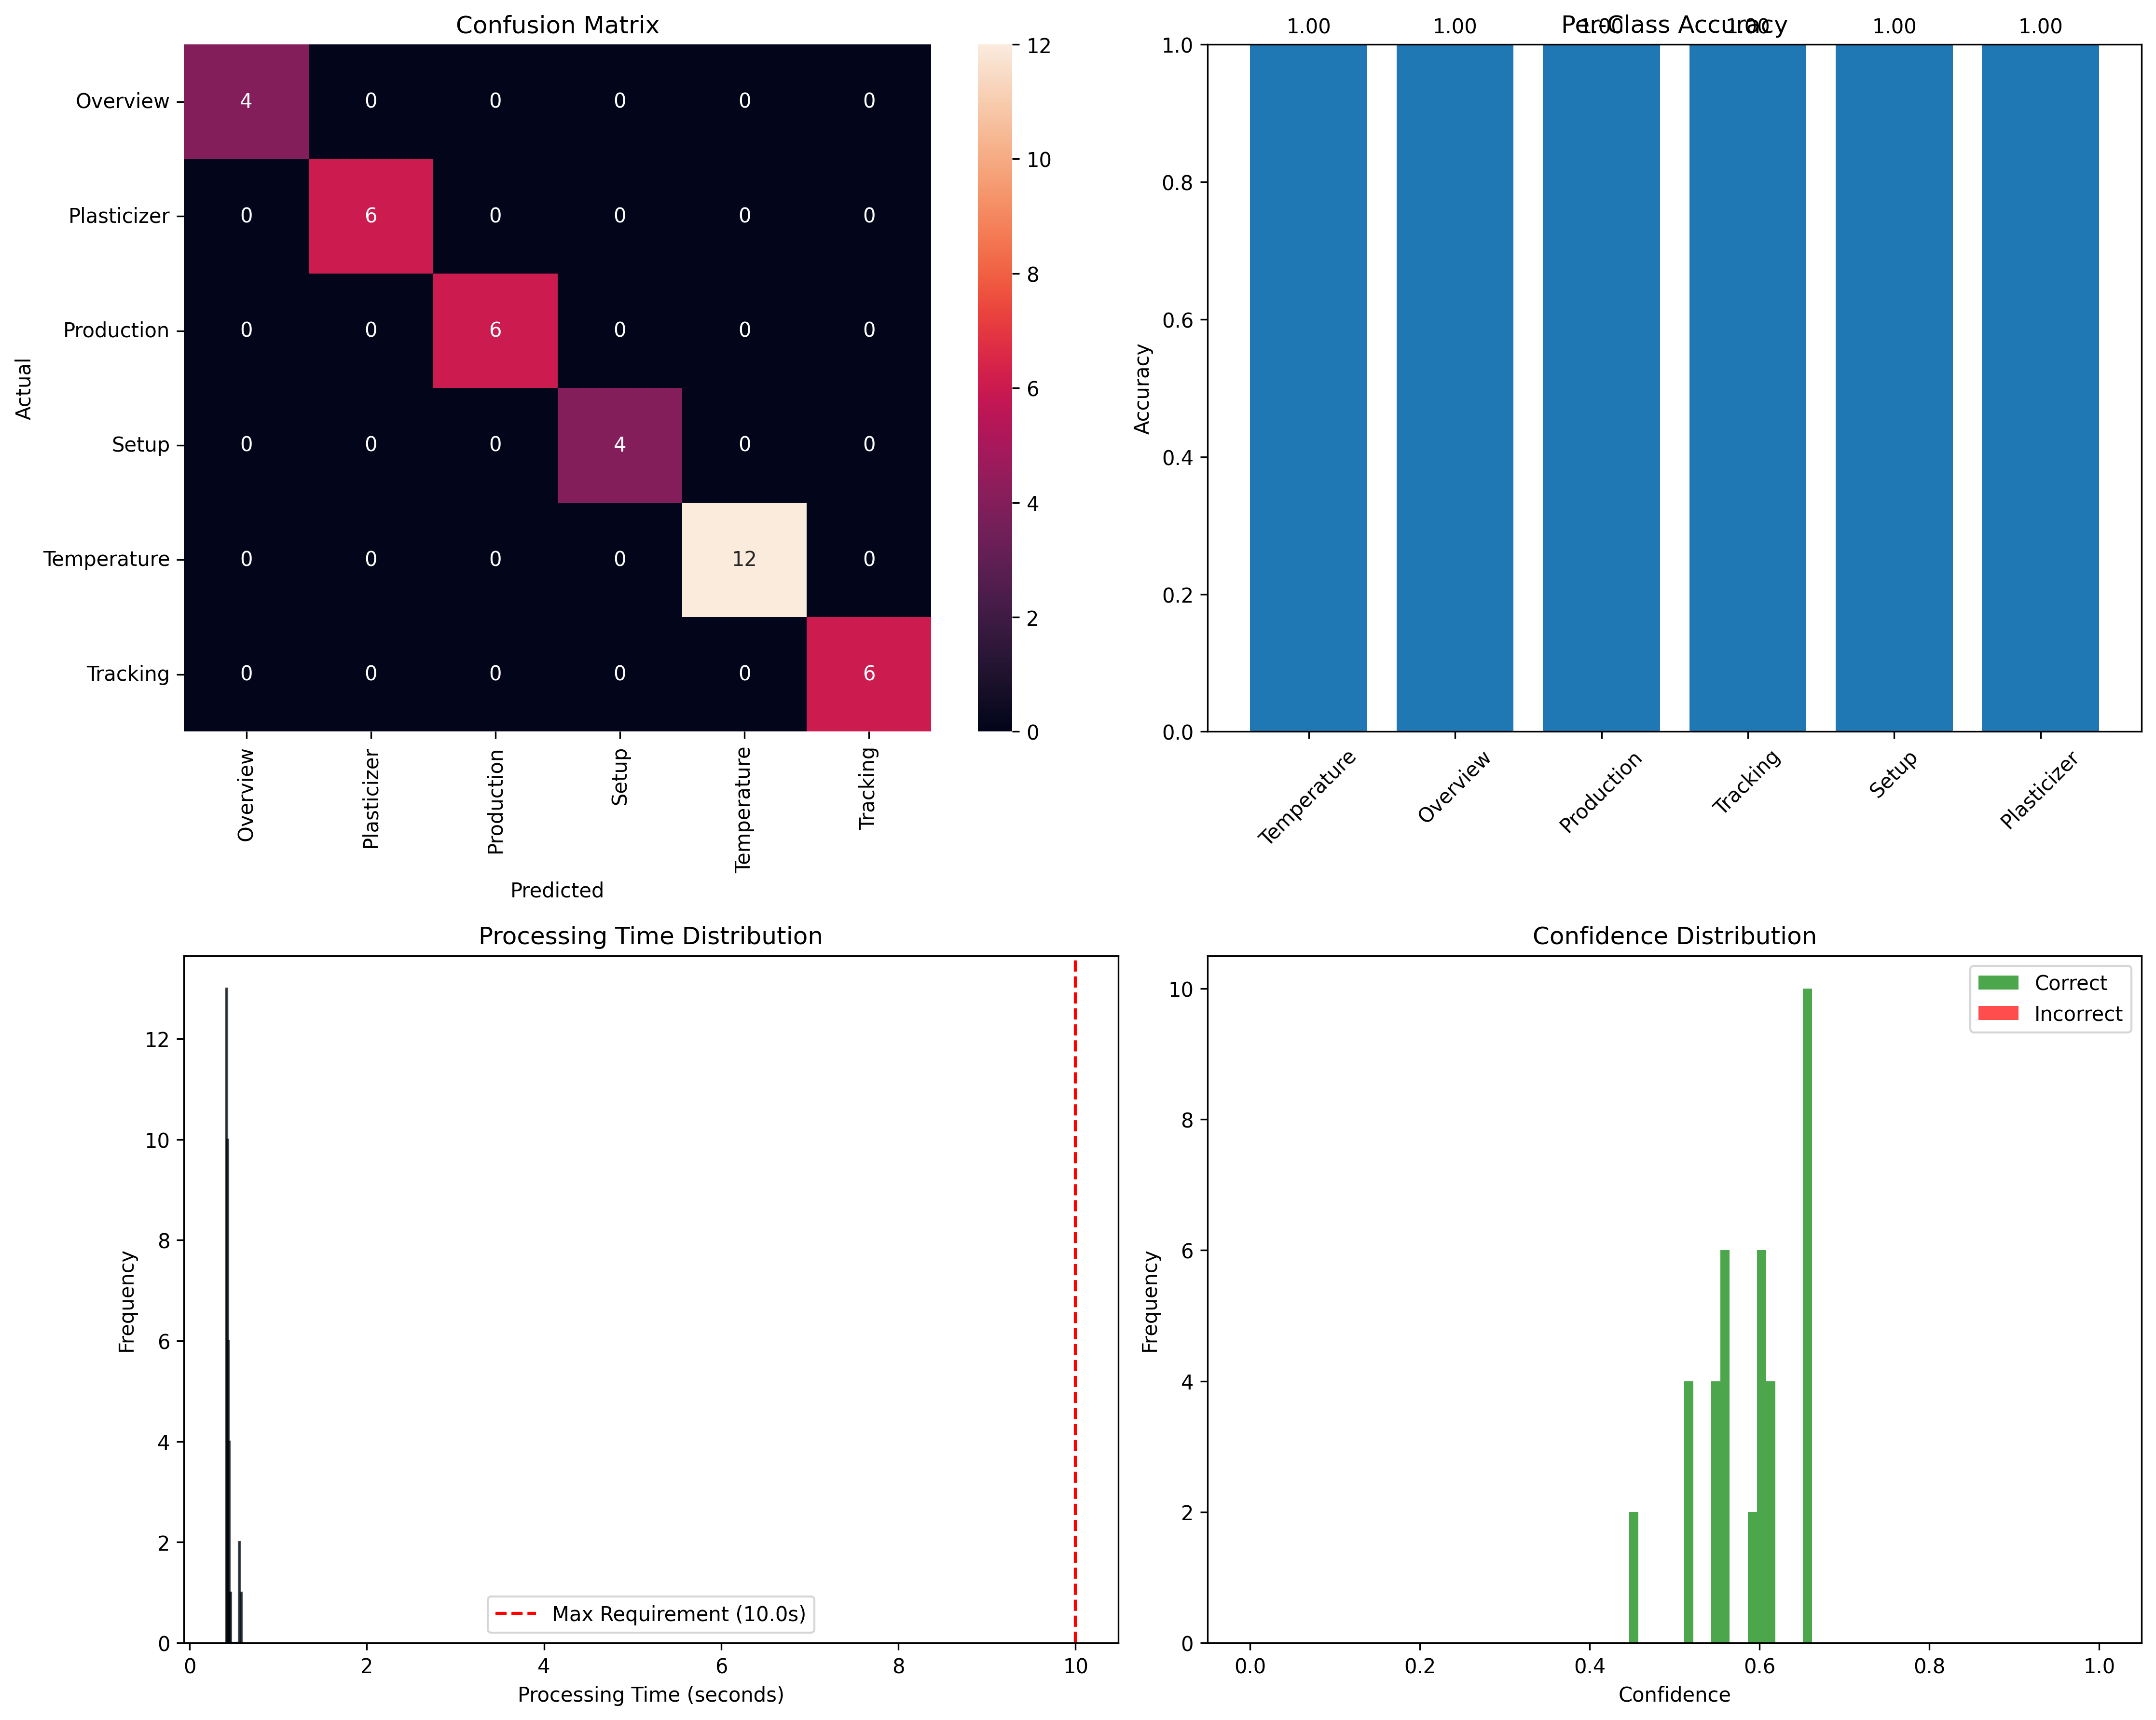 Confusion Matrix
Actual
Overview 4 0 0 0 0 0
Plasticizer 0 6 0 0 0 0
Production 0 0 6 0 0 0
Setup 0 0 0 4 0 0
Temperature 0 0 0 0 12 0
Tracking 0 0 0 0 0 6
Overview Plasticizer Production Setup Temperature Tracking
Predicted
12
10
8
6
4
2
0
Per-Class Accuracy
1.00 1.00 1.00 1.00 1.00 1.00
Accuracy
1.0
0.8
0.6
0.4
0.2
0.0
Temperature Overview Production Tracking Setup Plasticizer
Processing Time Distribution
Frequency
12
10
8
6
4
2
0
Max Requirement (10.0s)
0 2 4 6 8 10
Processing Time (seconds)
Confidence Distribution
Correct
Incorrect
Frequency
10
8
6
4
2
0
0.0 0.2 0.4 0.6 0.8 1.0
Confidence